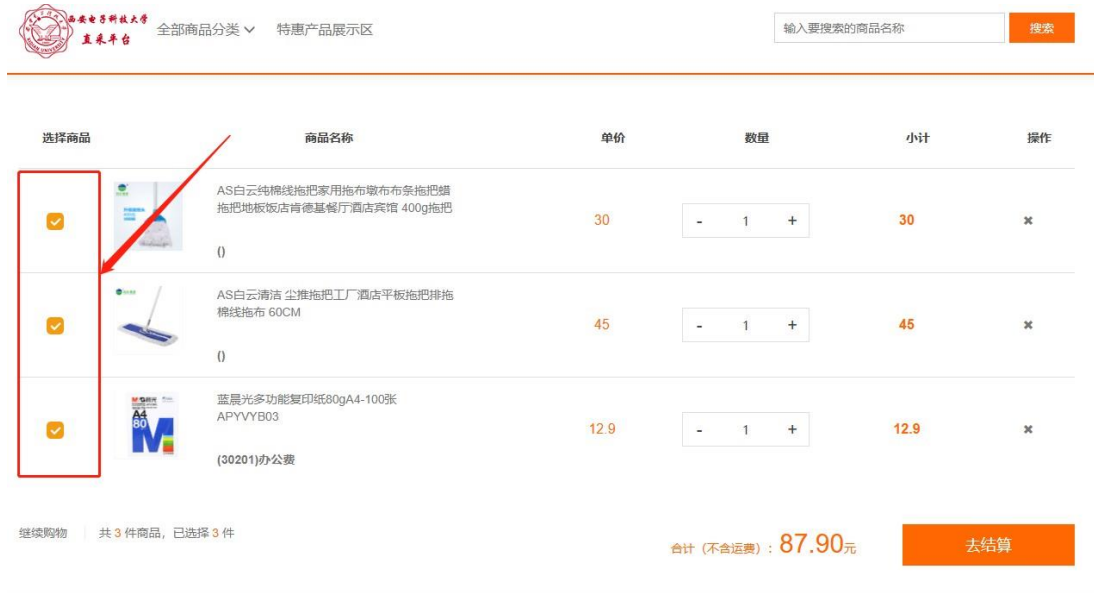 西安电子科技大学
直采平台
全部商品分类
特惠产品展示区
输入要搜索的商品名称
搜索
选择商品
商品名称
单价
数量
小计
操作
AS白云纯棉线拖把家用拖布墩布布条拖把蜡
拖把地板饭店肯德基餐厅酒店宾馆 400g拖把
()
30
- 1 +
30
×
AS白云清洁 尘推拖把工厂酒店平板拖把排拖
棉线拖布 60CM
()
45
- 1 +
45
×
A4
80
M
蓝晨光多功能复印纸80gA4-100张
APYVYB03
(30201)办公费
12.9
- 1 +
12.9
×
继续购物
共 3 件商品，已选择 3 件
合计（不含运费）：87.90元
去结算